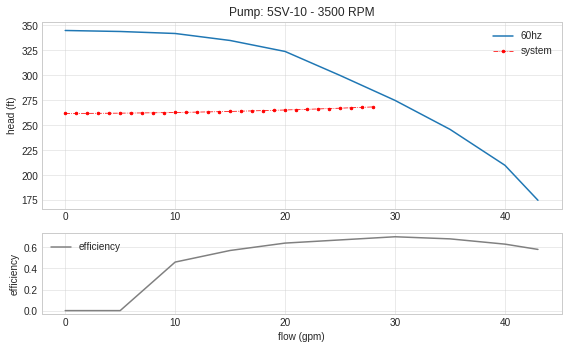 Pump: 5SV-10 - 3500 RPM
350
325
300
275
250
225
200
175
head (ft)
60hz
system
0 10 20 30 40
0.6
0.4
0.2
0.0
efficiency
efficiency
0 10 20 30 40
flow (gpm)